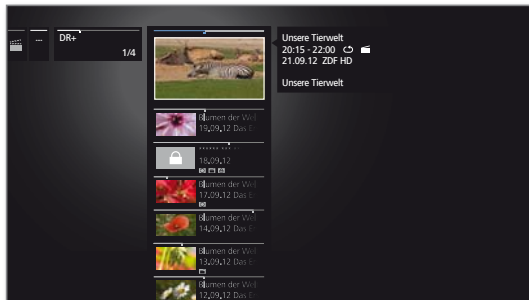 ...
DR+
1/4
Unsere Tierwelt
20:15 - 22:00
21.09.12 ZDF HD
Unsere Tierwelt
Blumen der Wel
19.09.12 Das E
18.09.12
Blumen der Wel
17.09.12 Das E
Blumen der Wel
14.09.12 Das E
Blumen der Wel
13.09.12 Das E
Blumen der Wel
12.09.12 Das E